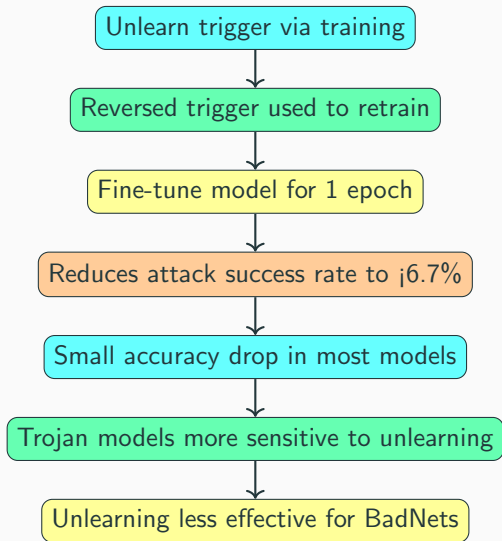 Unlearn trigger via training
Reversed trigger used to retrain
Fine-tune model for 1 epoch
Reduces attack success rate to ¡6.7%
Small accuracy drop in most models
Trojan models more sensitive to unlearning
Unlearning less effective for BadNets